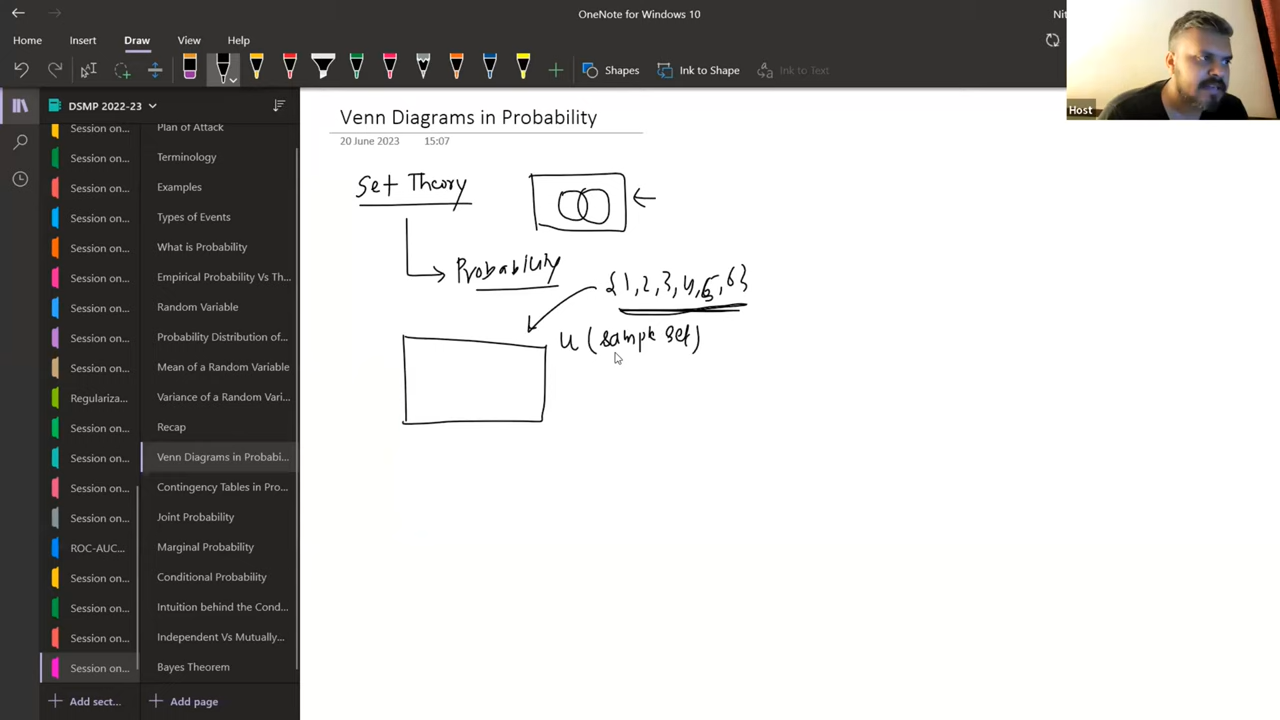 OneNote for Windows 10
Nit
Home
Insert
Draw
View
Help
Shapes
Ink to Shape
Ink to Text
Host
DSMP 2022-23
Session on...
Session on...
Session on...
Session on...
Session on...
Session on...
Session on...
Session on...
Session on...
Regulariza...
Session on...
Session on...
Session on...
Session on...
ROC-AUC...
Session on...
Session on...
Session on...
Session on...
Add sect...
Plan of Attack
Terminology
Examples
Types of Events
What is Probability
Empirical Probability Vs Th...
Random Variable
Probability Distribution of...
Mean of a Random Variable
Variance of a Random Vari...
Recap
Venn Diagrams in Probabi...
Contingency Tables in Pro...
Joint Probability
Marginal Probability
Conditional Probability
Intuition behind the Cond...
Independent Vs Mutually...
Bayes Theorem
Add page
Venn Diagrams in Probability
20 June 2023 15:07
Set Theory
Probability
{1,2,3,4,5,6}
U (sample set)